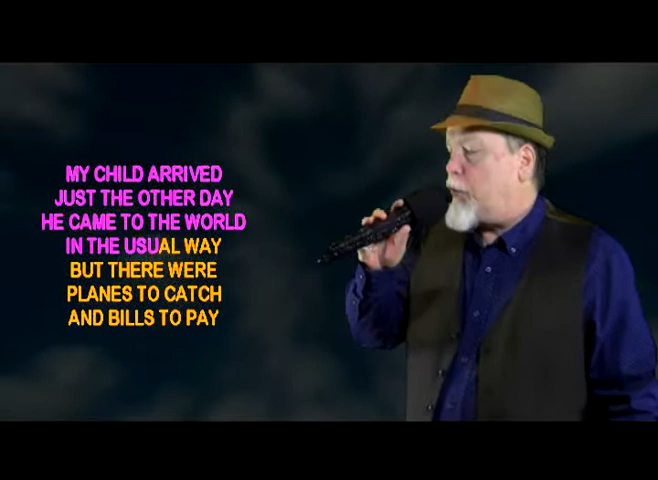 MY CHILD ARRIVED
JUST THE OTHER DAY
HE CAME TO THE WORLD
IN THE USUAL WAY
BUT THERE WERE
PLANES TO CATCH
AND BILLS TO PAY